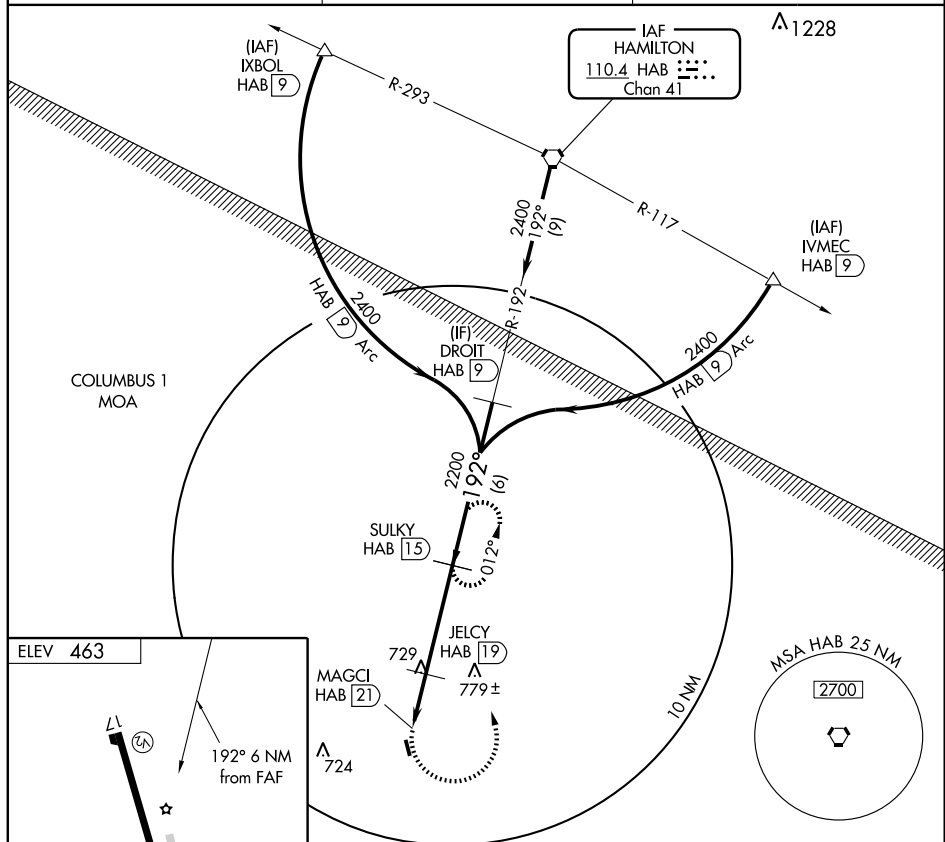 1228
IAF
HAMILTON
110.4 HAB
Chan 41
(IAF)
IXBOL
HAB 9
R-293
R-117
2400
192°
(9)
(IAF)
IVMEC
HAB 9
R-192
2400
HAB 9 Arc
(IF)
DROIT
HAB 9
2400
HAB 9 Arc
COLUMBUS 1
MOA
2200
192°
(6)
SULKY
HAB 15
012°
JELCY
HAB 19
729
779 ±
MAGCI
HAB 21
724
10 NM
MSA HAB 25 NM
2700
ELEV 463
17
V2
192° 6 NM
from FAF